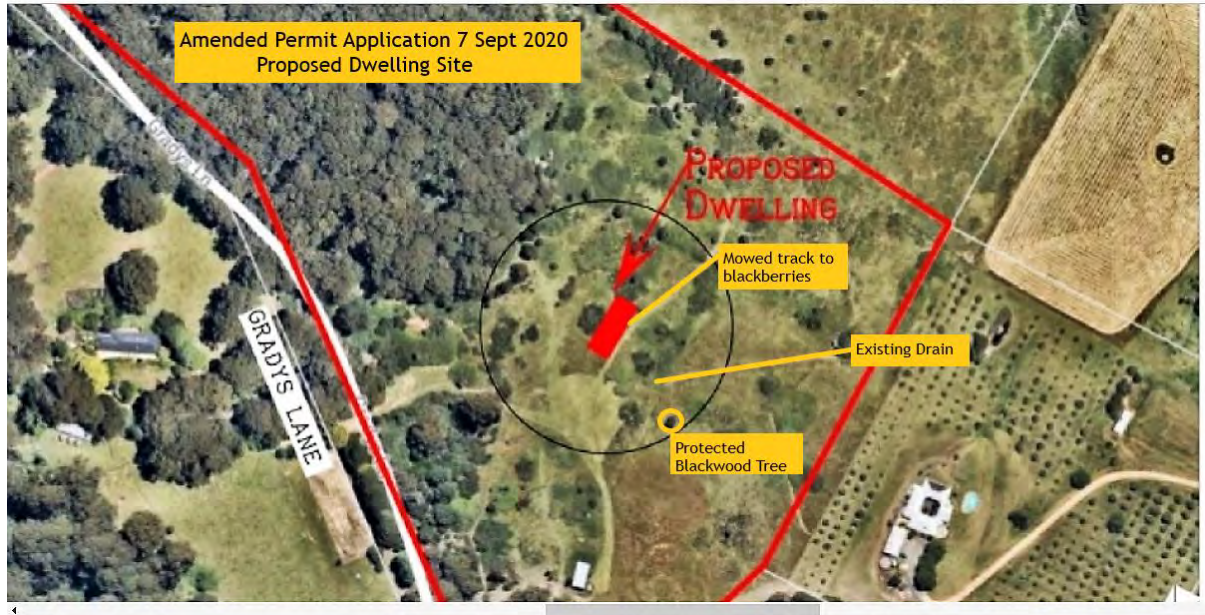 Amended Permit Application 7 Sept 2020
Proposed Dwelling Site
Gradys Ln
PROPOSED
DWELLING
Mowed track to
blackberries
GRADYS LANE
Existing Drain
Protected
Blackwood Tree